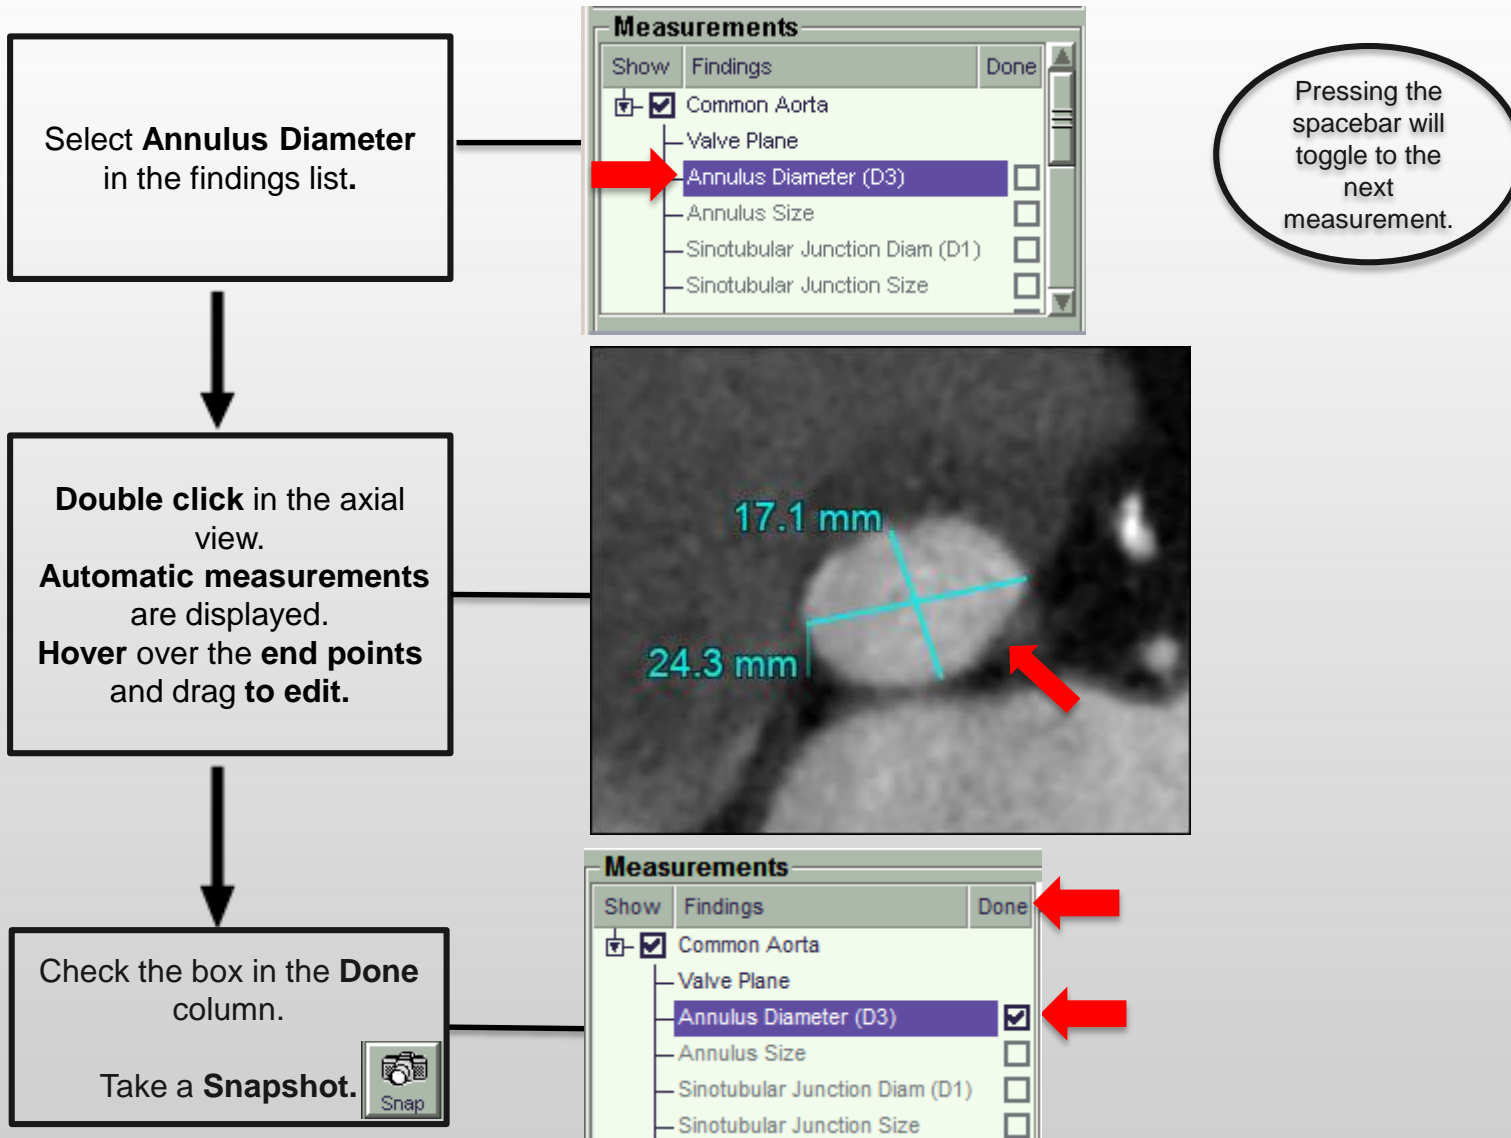 Select Annulus Diameter
in the findings list.
Measurements
Show Findings Done
Common Aorta
Valve Plane
Annulus Diameter (D3)
Annulus Size
Sinotubular Junction Diam (D1)
Sinotubular Junction Size
Pressing the
spacebar will
toggle to the
next
measurement.
Double click in the axial
view.
Automatic measurements
are displayed.
Hover over the end points
and drag to edit.
17.1 mm
24.3 mm
Check the box in the Done
column.
Take a Snapshot.
Snap
Measurements
Show Findings Done
Common Aorta
Valve Plane
Annulus Diameter (D3)
Annulus Size
Sinotubular Junction Diam (D1)
Sinotubular Junction Size